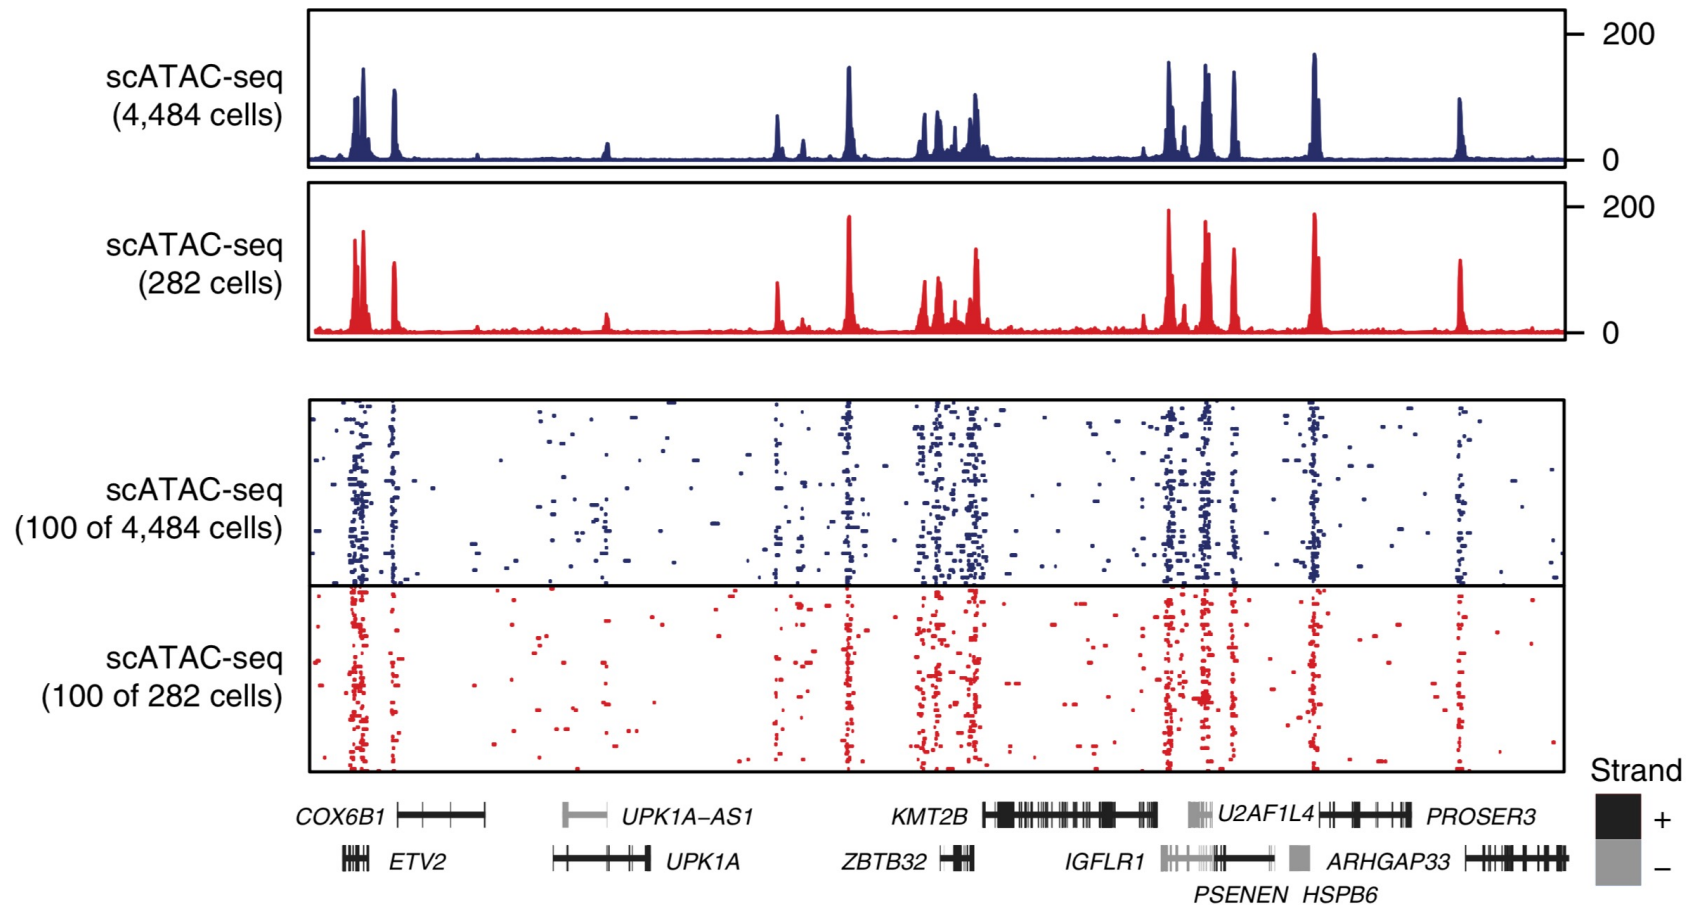 200
scATAC-seq
(4,484 cells)
0
200
scATAC-seq
(282 cells)
0
scATAC-seq
(100 of 4,484 cells)
scATAC-seq
(100 of 282 cells)
Strand
COX6B1 UPK1A–AS1 KMT2B U2AF1L4 PROSER3 +
ETV2 UPK1A ZBTB32 IGFLR1 ARHGAP33 –
PSENEN HSPB6